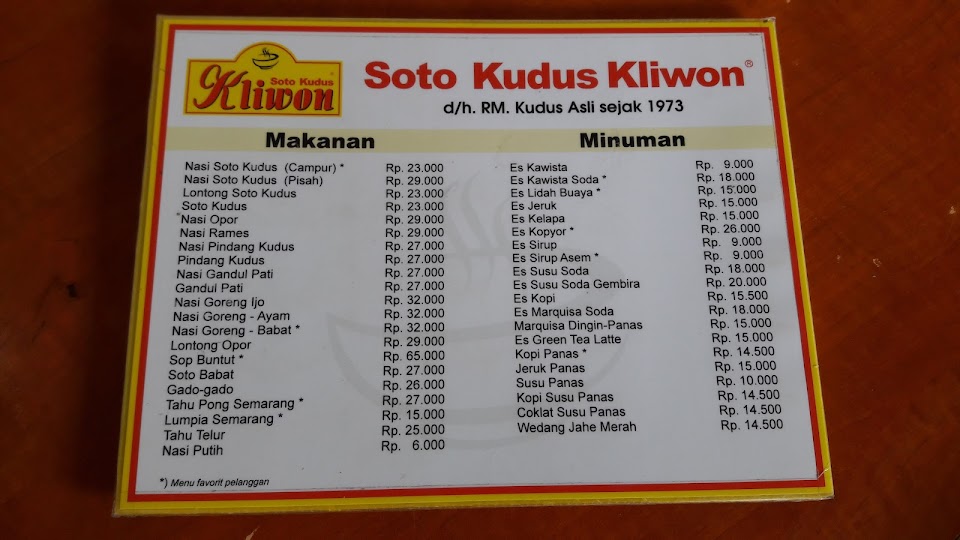 Soto Kudus
Kliwon
Soto Kudus Kliwon®
d/h. RM. Kudus Asli sejak 1973
Makanan
Nasi Soto Kudus (Campur) * Rp. 23.000
Nasi Soto Kudus (Pisah) Rp. 29.000
Lontong Soto Kudus Rp. 23.000
Soto Kudus Rp. 23.000
Nasi Opor Rp. 29.000
Nasi Rames Rp. 29.000
Nasi Pindang Kudus Rp. 27.000
Pindang Kudus Rp. 27.000
Nasi Gandul Pati Rp. 27.000
Gandul Pati Rp. 27.000
Nasi Goreng Ijo Rp. 32.000
Nasi Goreng - Ayam Rp. 32.000
Nasi Goreng - Babat * Rp. 32.000
Lontong Opor Rp. 29.000
Sop Buntut * Rp. 65.000
Soto Babat Rp. 27.000
Gado-gado Rp. 26.000
Tahu Pong Semarang * Rp. 27.000
Lumpia Semarang * Rp. 15.000
Tahu Telur Rp. 25.000
Nasi Putih Rp. 6.000
*) Menu favorit pelanggan
Minuman
Es Kawista Rp. 9.000
Es Kawista Soda * Rp. 18.000
Es Lidah Buaya * Rp. 15.000
Es Jeruk Rp. 15.000
Es Kelapa Rp. 15.000
Es Kopyor * Rp. 26.000
Es Sirup Rp. 9.000
Es Sirup Asem * Rp. 9.000
Es Susu Soda Rp. 18.000
Es Susu Soda Gembira Rp. 20.000
Es Kopi Rp. 15.500
Es Marquisa Soda Rp. 18.000
Marquisa Dingin-Panas Rp. 15.000
Es Green Tea Latte Rp. 15.000
Kopi Panas * Rp. 14.500
Jeruk Panas Rp. 15.000
Susu Panas Rp. 10.000
Kopi Susu Panas Rp. 14.500
Coklat Susu Panas Rp. 14.500
Wedang Jahe Merah Rp. 14.500